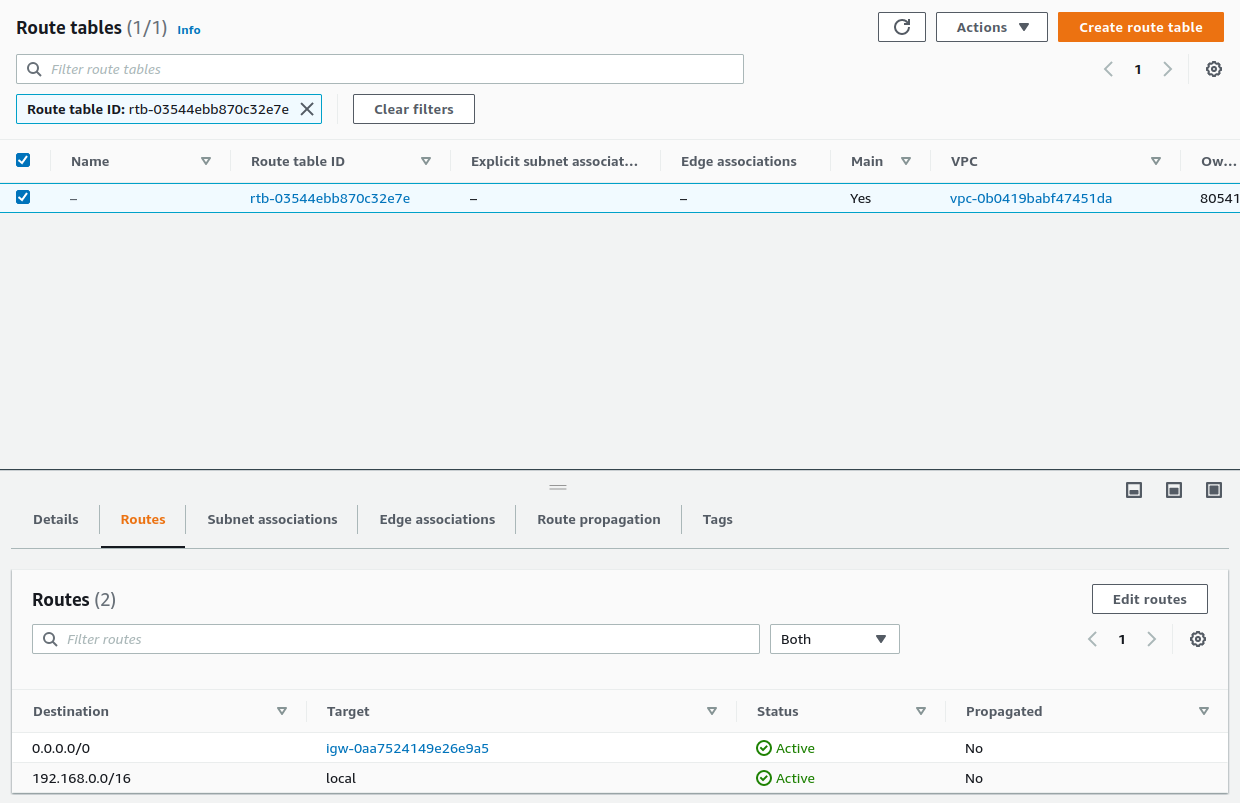 Route tables (1/1) Info
Actions
Create route table
Filter route tables
1
Route table ID: rtb-03544ebb870c32e7e
Clear filters
Name Route table ID Explicit subnet associat... Edge associations Main VPC Ow...
– rtb-03544ebb870c32e7e – – Yes vpc-0b0419babf47451da 80541
Details Routes Subnet associations Edge associations Route propagation Tags
Routes (2)
Edit routes
Filter routes
Both
1
Destination Target Status Propagated
0.0.0.0/0 igw-0aa7524149e26e9a5 Active No
192.168.0.0/16 local Active No